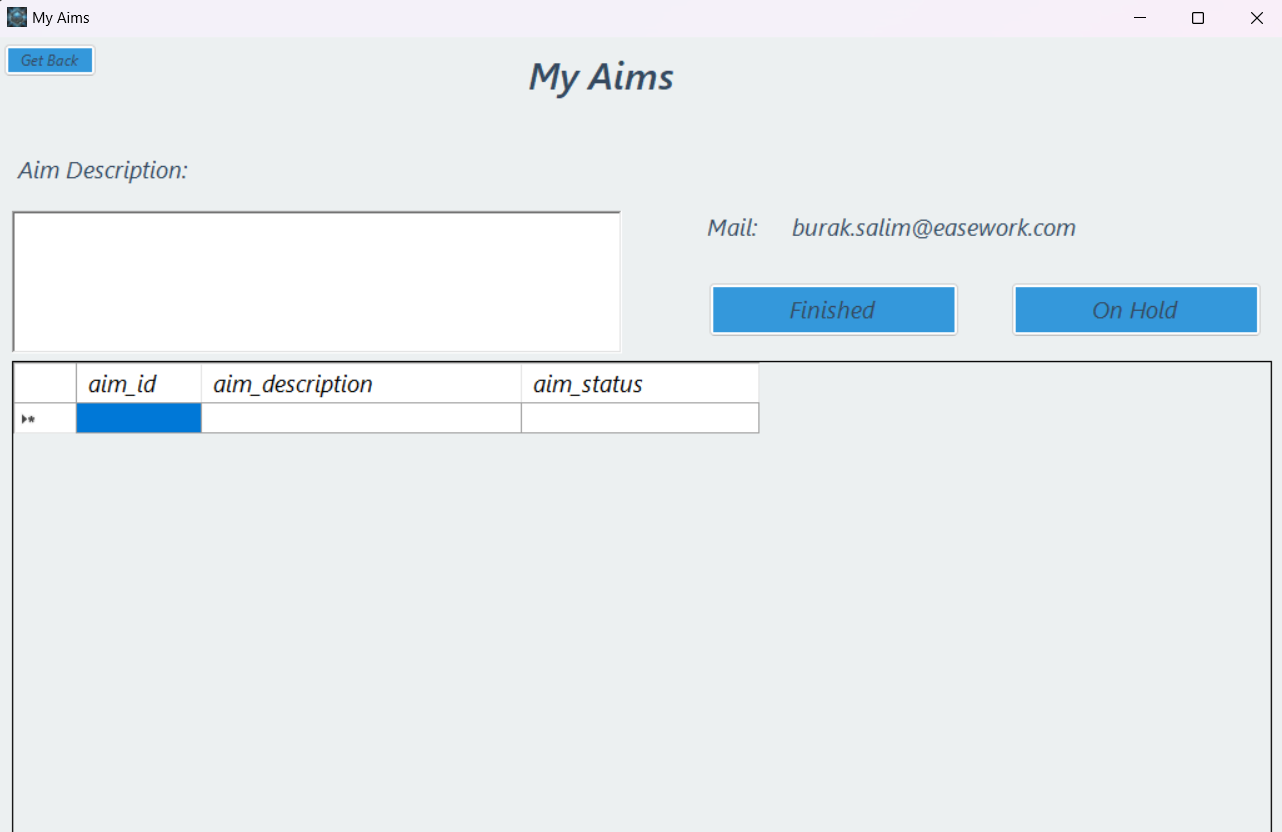 My Aims
Get Back
My Aims
Aim Description:
Mail: burak.salim@easework.com
Finished On Hold
aim_id aim_description aim_status